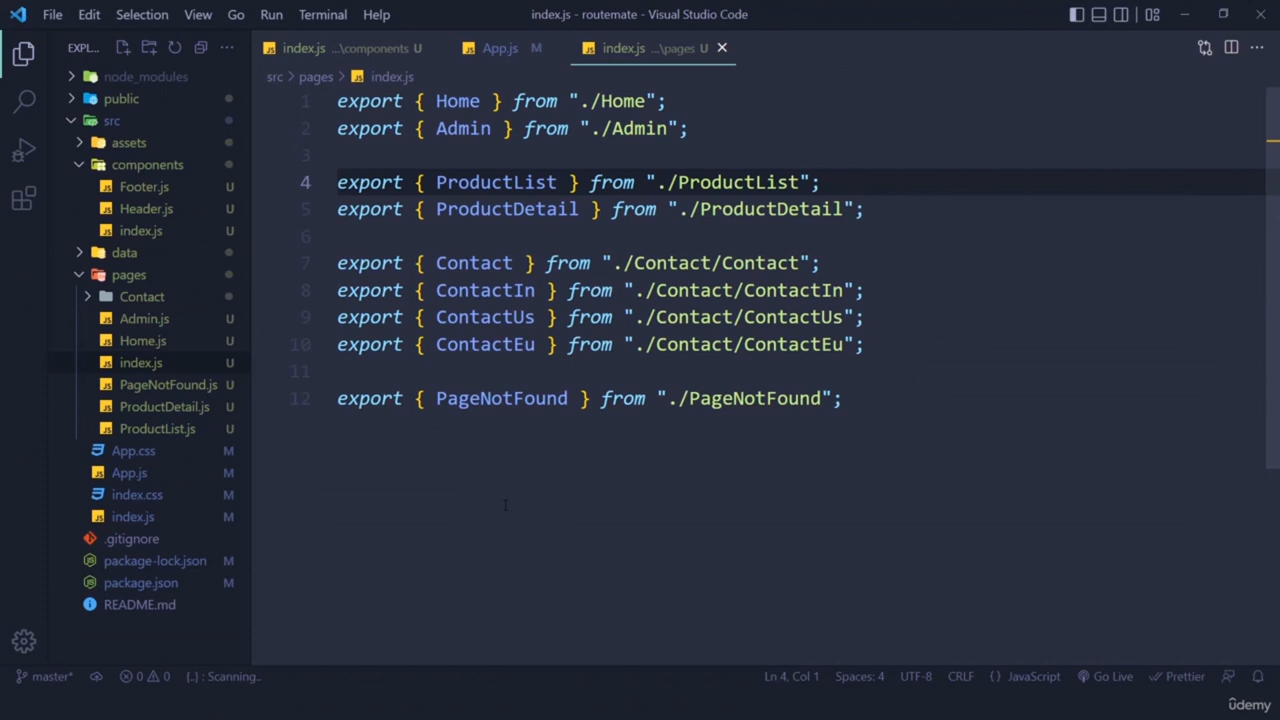 File Edit Selection View Go Run Terminal Help index.js - routemate - Visual Studio Code
EXPL... index.js ...\components U App.js M index.js ...\pages U
src > pages > index.js
node_modules
public
src
assets
components
Footer.js U
Header.js U
index.js U
data
pages
Contact
Admin.js U
Home.js U
index.js U
PageNotFound.js U
ProductDetail.js U
ProductList.js U
App.css M
App.js M
index.css M
index.js M
.gitignore
package-lock.json M
package.json M
README.md
1 export { Home } from "./Home";
2 export { Admin } from "./Admin";
3
4 export { ProductList } from "./ProductList";
5 export { ProductDetail } from "./ProductDetail";
6
7 export { Contact } from "./Contact/Contact";
8 export { ContactIn } from "./Contact/ContactIn";
9 export { ContactUs } from "./Contact/ContactUs";
10 export { ContactEu } from "./Contact/ContactEu";
11
12 export { PageNotFound } from "./PageNotFound";
master* 0 0 {..} : Scanning.. Ln 4, Col 1 Spaces: 4 UTF-8 CRLF {} JavaScript Go Live Prettier
ûdemy